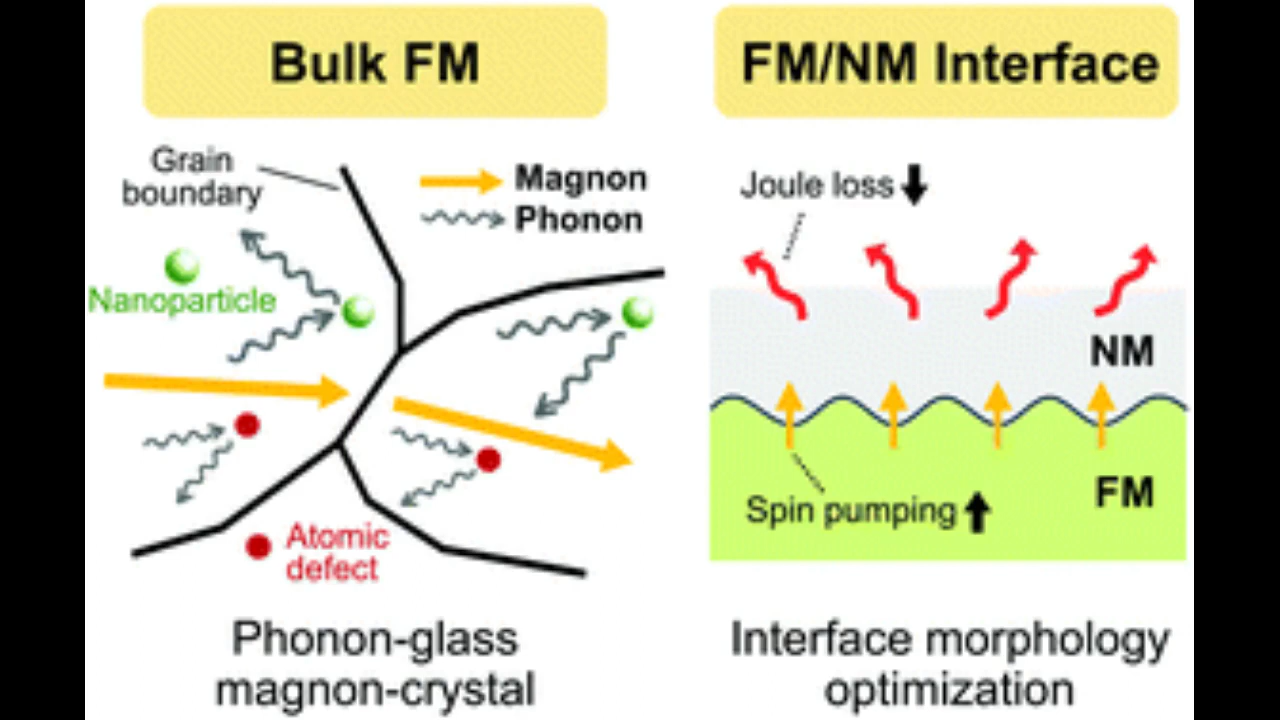 Bulk FM
Grain
boundary
Magnon
Phonon
Nanoparticle
Atomic
defect
Phonon-glass
magnon-crystal
FM/NM Interface
Joule loss
NM
FM
Spin pumping
Interface morphology
optimization